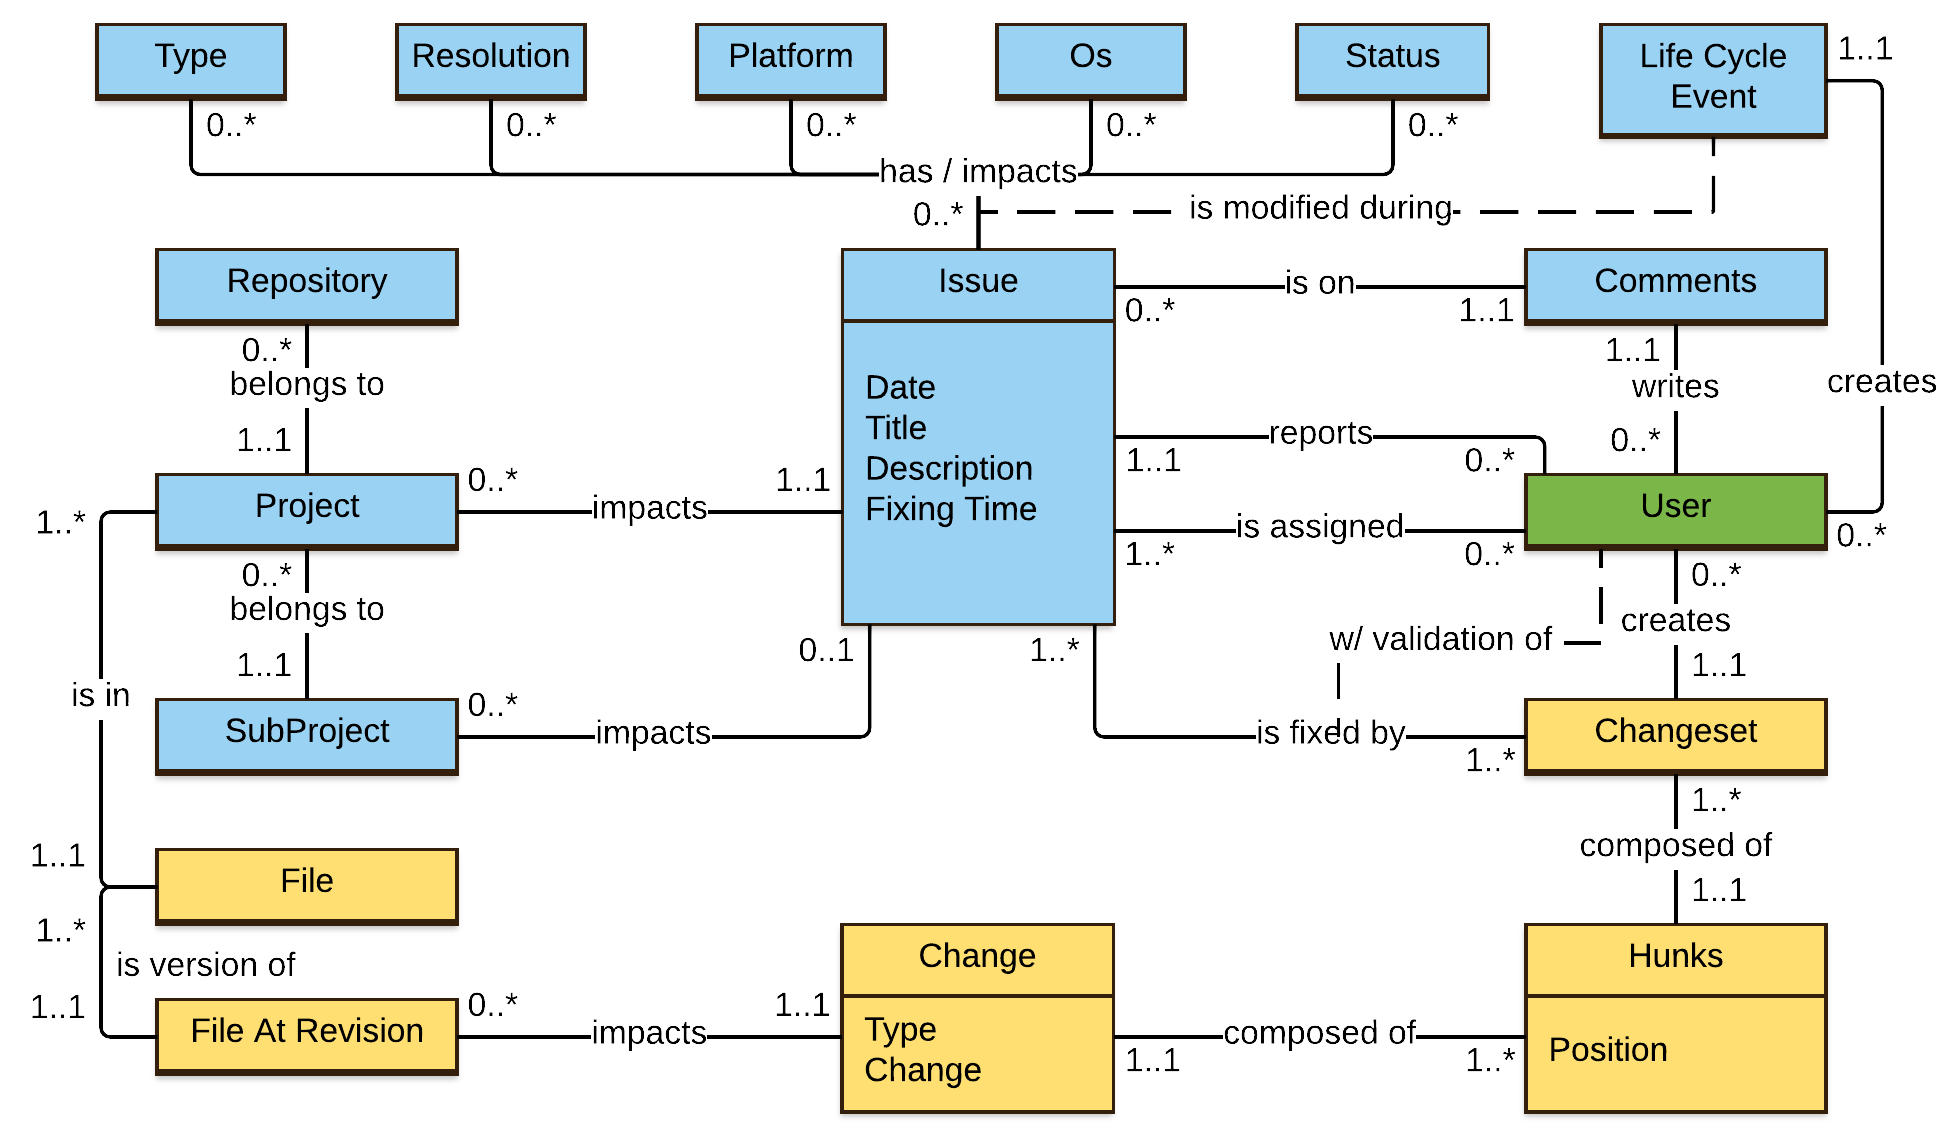 Type
Resolution
Platform
Os
Status
Life Cycle
Event
1..1
0..*
0..*
0..*
0..*
0..*
has / impacts
0..*
is modified during
Repository
Issue
is on
Comments
0..*
1..1
0..*
belongs to
1..1
1..1
writes
0..*
creates
Date
Title
Description
Fixing Time
reports
1..1
0..*
Project
0..*
impacts
1..1
User
is assigned
1..*
0..*
0..*
1..*
0..*
belongs to
1..1
0..*
creates
1..1
w/ validation of
0..1
1..*
is in
SubProject
0..*
impacts
is fixed by
1..*
Changeset
1..*
composed of
1..1
1..1
File
1..*
is version of
1..1
File At Revision
0..*
impacts
1..1
Change
Type
Change
composed of
1..1
1..*
Hunks
Position